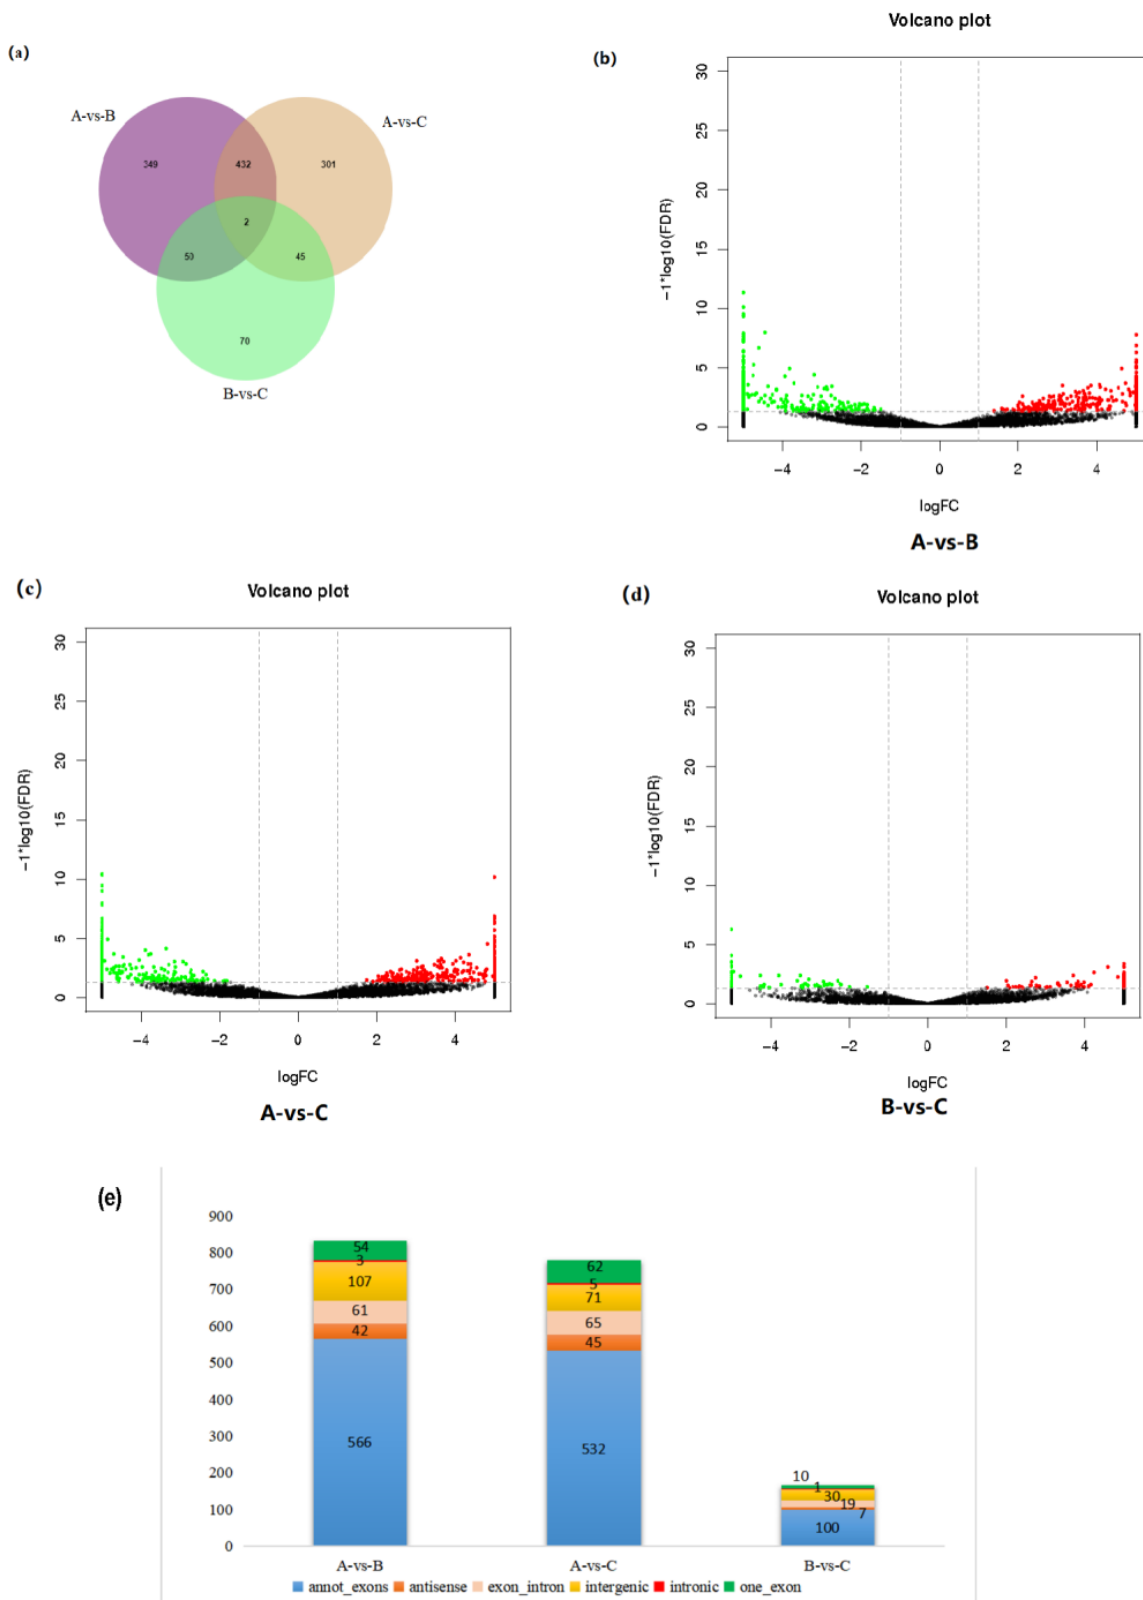 (a)
A-vs-B
A-vs-C
349
432
301
2
50
45
70
B-vs-C
(b)
Volcano plot
-1*log10(FDR)
30
25
20
15
10
5
0
-4 -2 0 2 4
logFC
A-vs-B
(c)
Volcano plot
-1*log10(FDR)
30
25
20
15
10
5
0
-4 -2 0 2 4
logFC
A-vs-C
(d)
Volcano plot
-1*log10(FDR)
30
25
20
15
10
5
0
-4 -2 0 2 4
logFC
B-vs-C
(e)
900
800
700
600
500
400
300
200
100
0
54
3
107
61
42
566
62
5
71
65
45
532
10
1
30
19
7
100
A-vs-B A-vs-C B-vs-C
annot_exons antisense exon_intron intergenic intronic one_exon